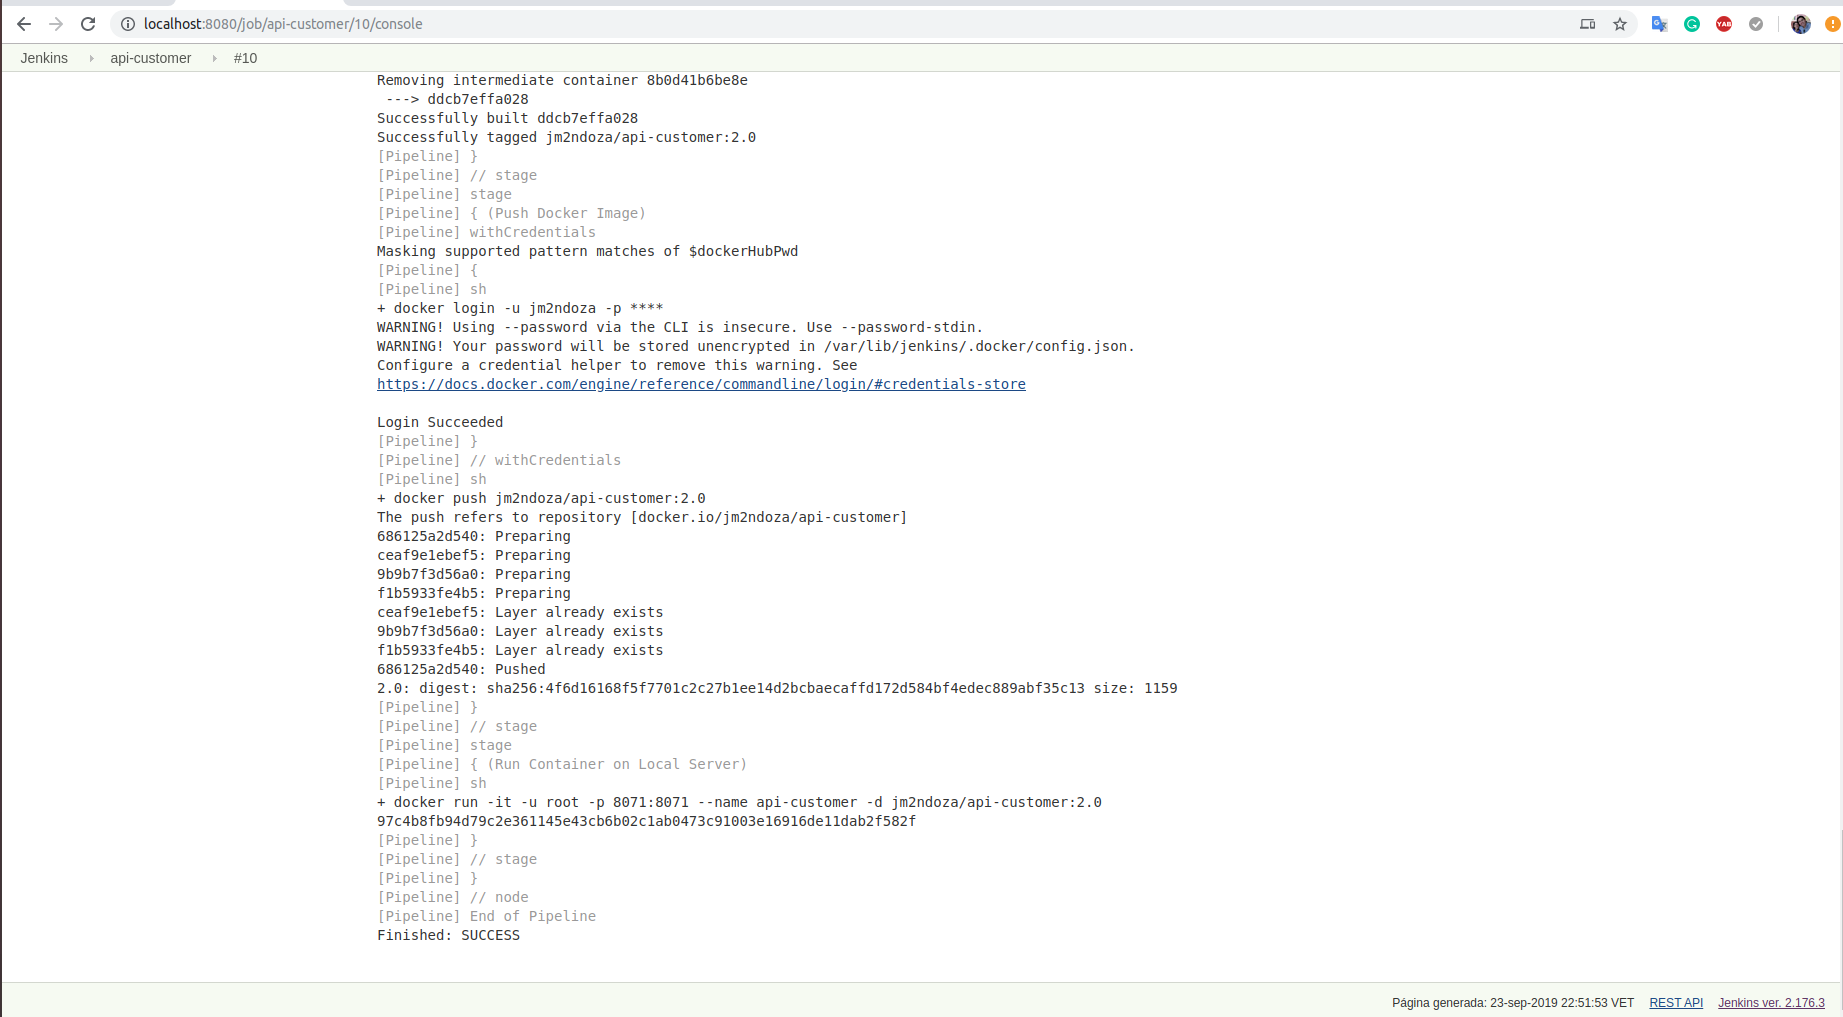 localhost:8080/job/api-customer/10/console
YAB
Jenkins api-customer #10
Removing intermediate container 8b0d41b6be8e
 ---> ddcb7effa028
Successfully built ddcb7effa028
Successfully tagged jm2ndoza/api-customer:2.0
[Pipeline] }
[Pipeline] // stage
[Pipeline] stage
[Pipeline] { (Push Docker Image)
[Pipeline] withCredentials
Masking supported pattern matches of $dockerHubPwd
[Pipeline] {
[Pipeline] sh
+ docker login -u jm2ndoza -p ****
WARNING! Using --password via the CLI is insecure. Use --password-stdin.
WARNING! Your password will be stored unencrypted in /var/lib/jenkins/.docker/config.json.
Configure a credential helper to remove this warning. See
https://docs.docker.com/engine/reference/commandline/login/#credentials-store
Login Succeeded
[Pipeline] }
[Pipeline] // withCredentials
[Pipeline] sh
+ docker push jm2ndoza/api-customer:2.0
The push refers to repository [docker.io/jm2ndoza/api-customer]
686125a2d540: Preparing
ceaf9e1ebef5: Preparing
9b9b7f3d56a0: Preparing
f1b5933fe4b5: Preparing
ceaf9e1ebef5: Layer already exists
9b9b7f3d56a0: Layer already exists
f1b5933fe4b5: Layer already exists
686125a2d540: Pushed
2.0: digest: sha256:4f6d16168f5f7701c2c27b1ee14d2bcbaecaffd172d584bf4edec889abf35c13 size: 1159
[Pipeline] }
[Pipeline] // stage
[Pipeline] stage
[Pipeline] { (Run Container on Local Server)
[Pipeline] sh
+ docker run -it -u root -p 8071:8071 --name api-customer -d jm2ndoza/api-customer:2.0
97c4b8fb94d79c2e361145e43cb6b02c1ab0473c91003e16916de11dab2f582f
[Pipeline] }
[Pipeline] // stage
[Pipeline] }
[Pipeline] // node
[Pipeline] End of Pipeline
Finished: SUCCESS
Página generada: 23-sep-2019 22:51:53 VET REST API Jenkins ver. 2.176.3